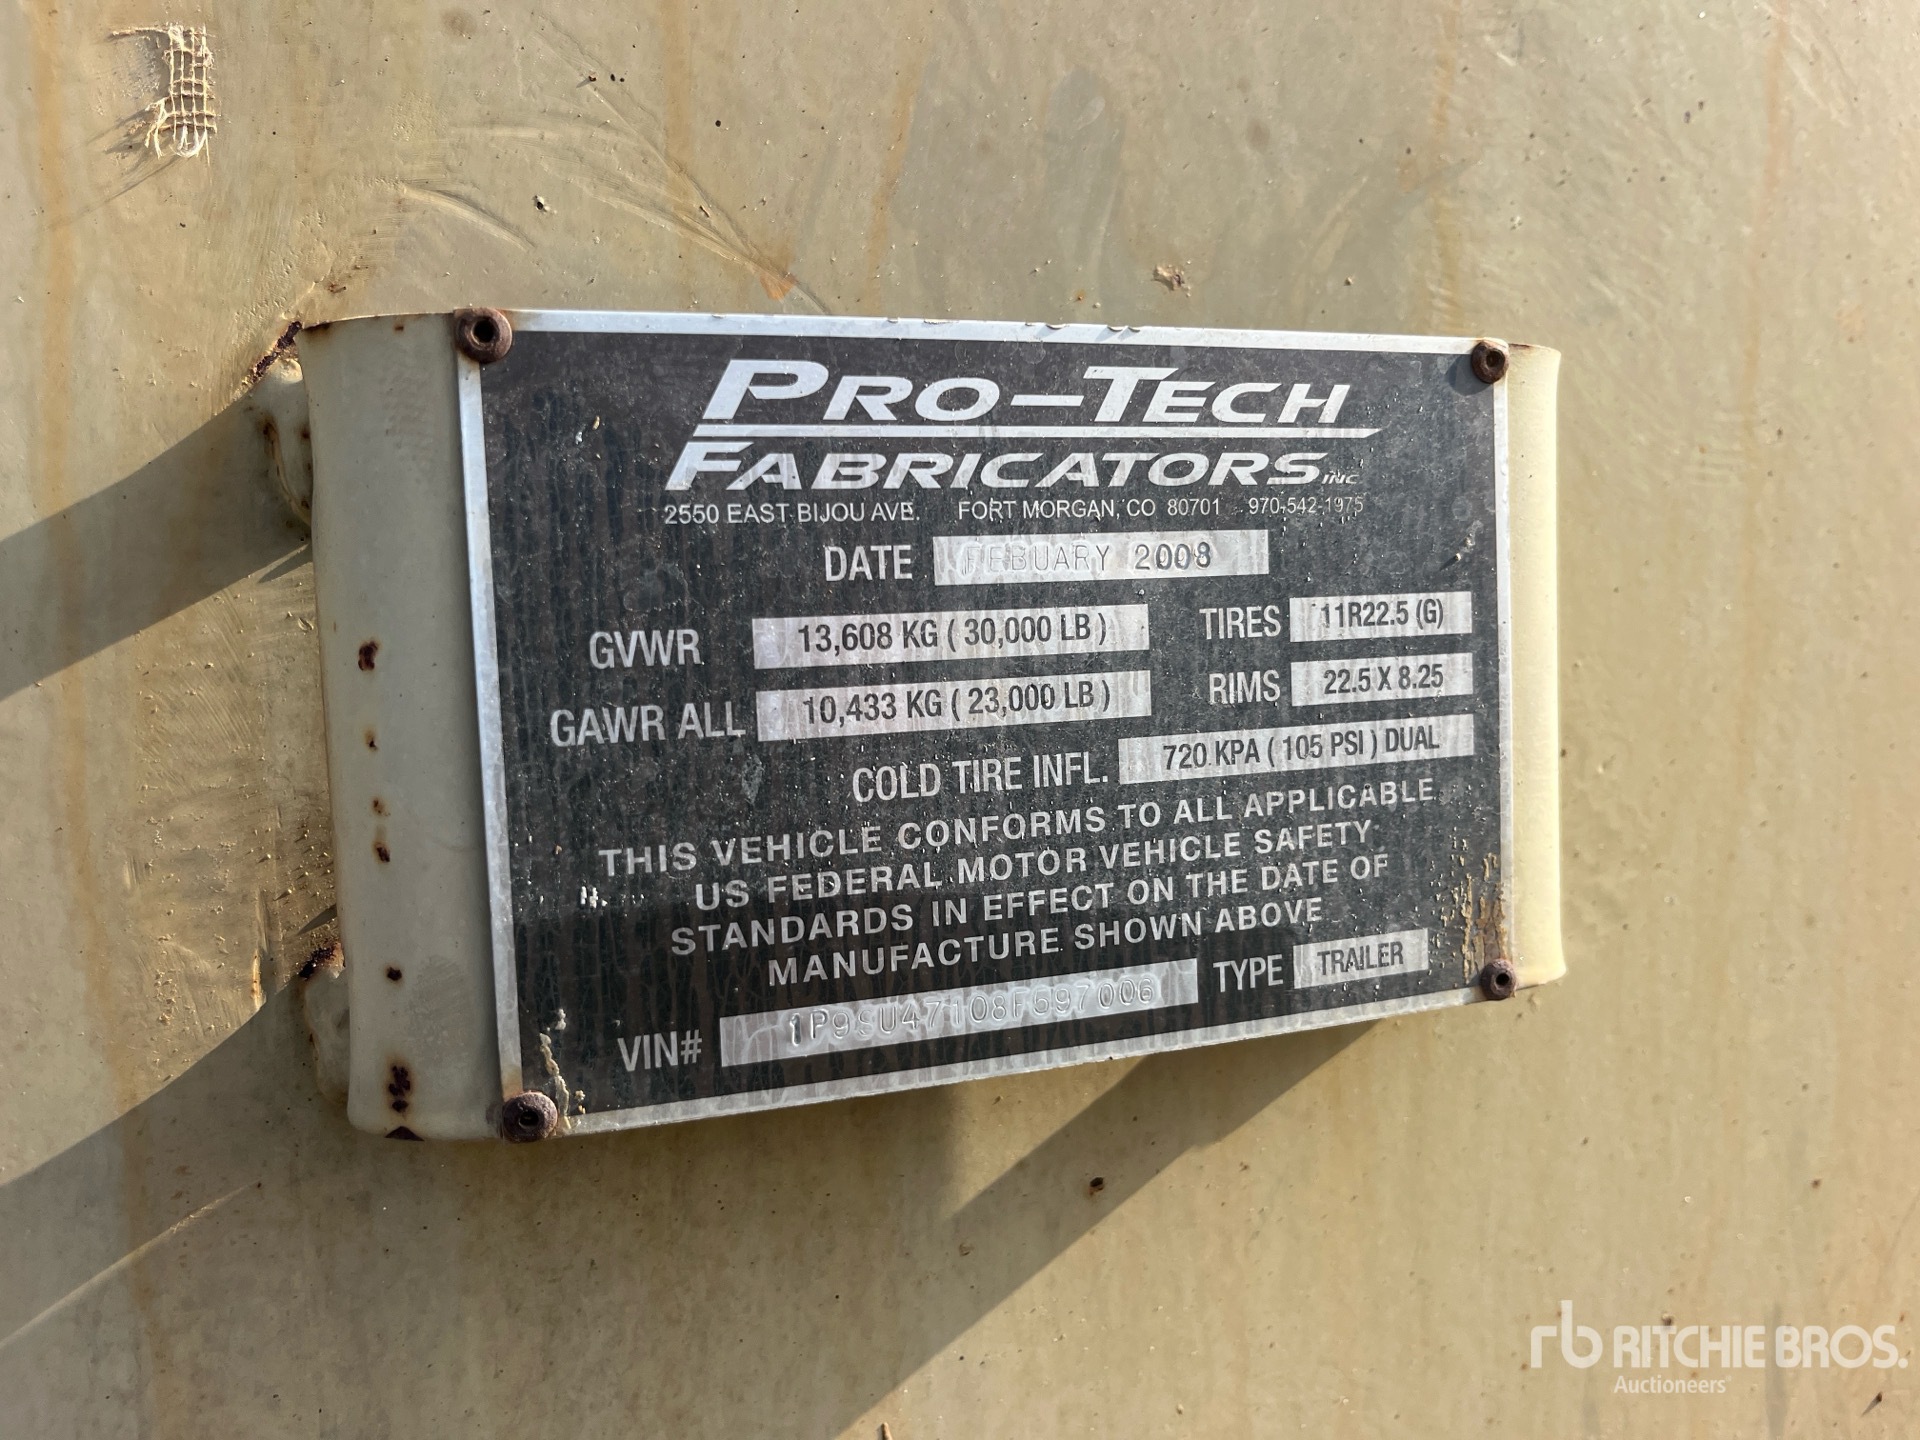 PRO-TECH
FABRICATORS INC
2550 EAST BIJOU AVE. FORT MORGAN, CO 80701 970-542-1975
DATE FEBUARY 2008
GVWR 13,608 KG ( 30,000 LB ) TIRES 11R22.5 (G)
GAWR ALL 10,433 KG ( 23,000 LB ) RIMS 22.5 X 8.25
COLD TIRE INFL. 720 KPA ( 105 PSI ) DUAL
THIS VEHICLE CONFORMS TO ALL APPLICABLE
US FEDERAL MOTOR VEHICLE SAFETY
STANDARDS IN EFFECT ON THE DATE OF
MANUFACTURE SHOWN ABOVE
VIN# 1P9SU47108F697006 TYPE TRAILER
rb RITCHIE BROS.
Auctioneers